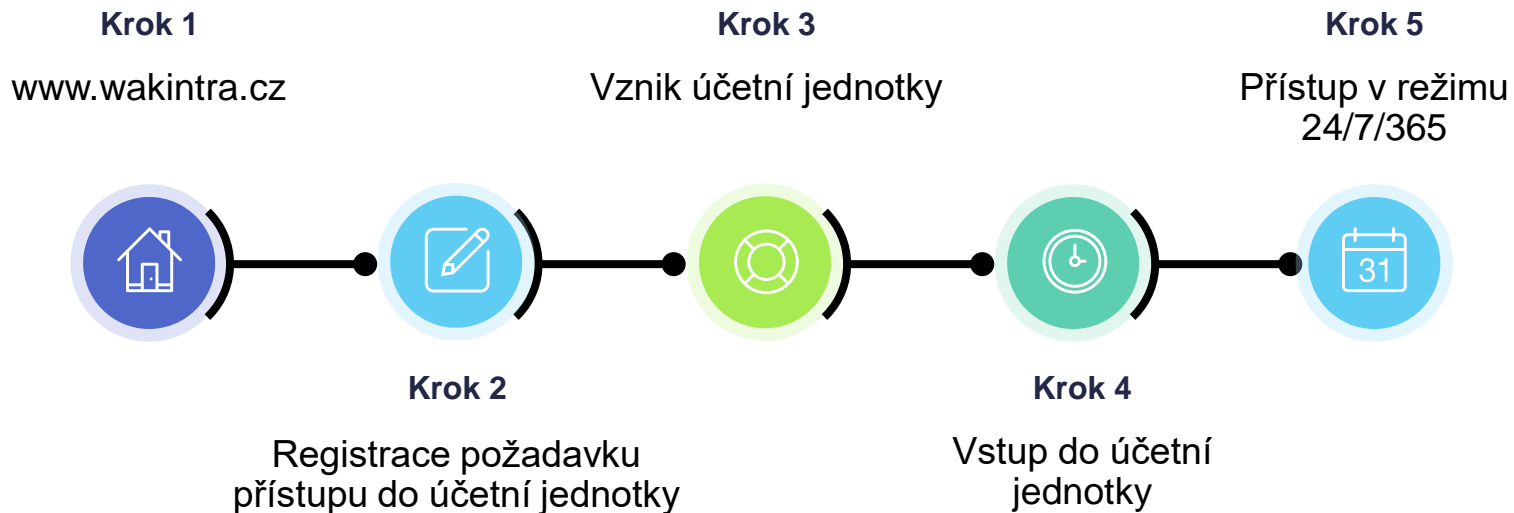 Krok 1
www.wakintra.cz
Krok 2
Registrace požadavku
přístupu do účetní jednotky
Krok 3
Vznik účetní jednotky
Krok 4
Vstup do účetní
jednotky
Krok 5
Přístup v režimu
24/7/365
31